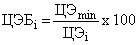 ЦЭБi = ЦЭmin / ЦЭi x 100